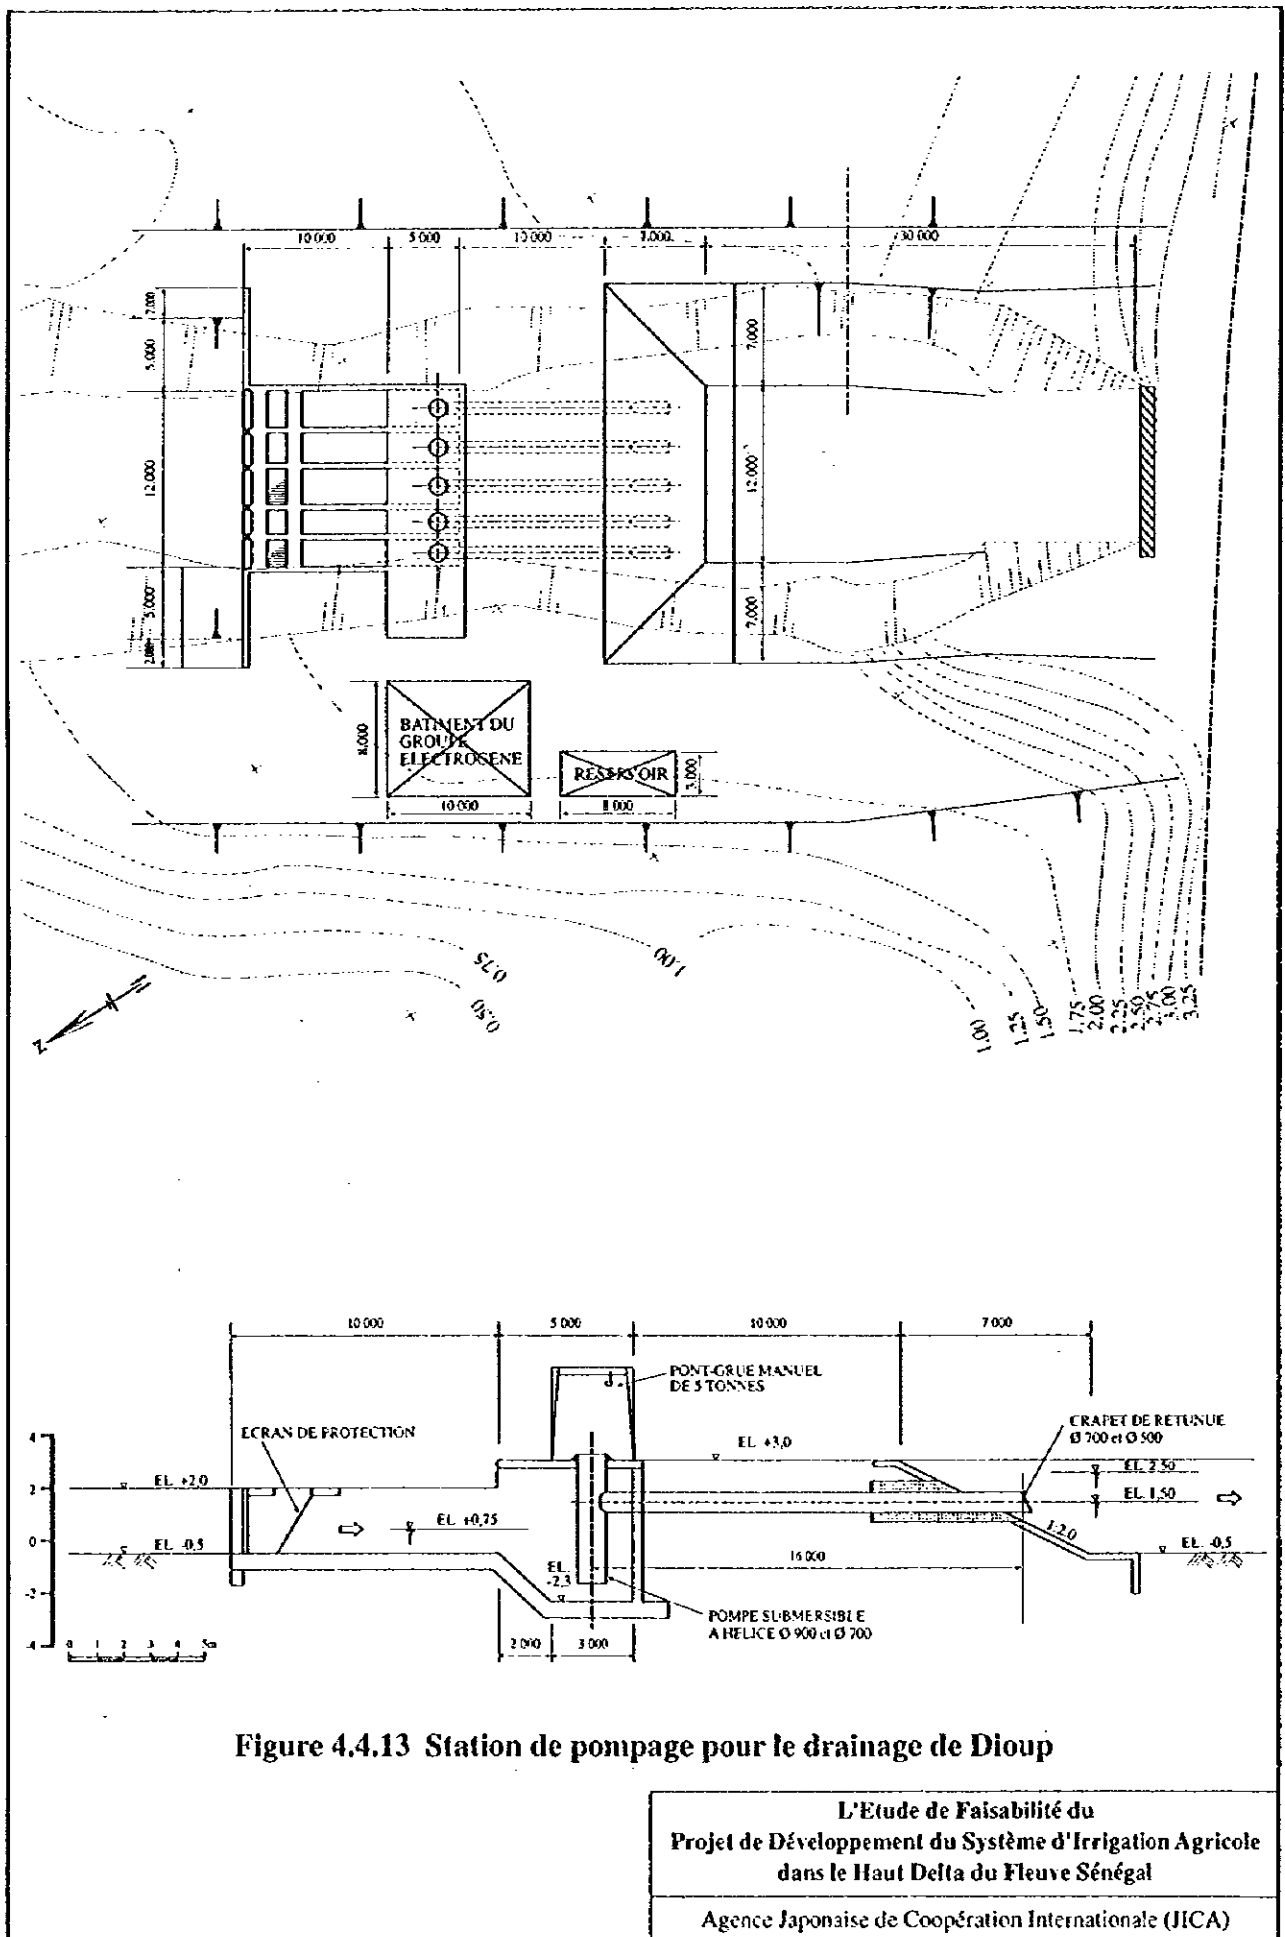 10 000
5 000
10 000
7.000
30 000
2.000
5.000
12.000
5.000
2.000
7.000
12.000
7.000
BATIMENT DU
GROUPE
ELECTROGENE
8.000
10 000
RESERVOIR
3.000
8 000
0.75
0.50
1.00
1.00
1.25
1.50
1.75
2.00
2.25
2.50
2.75
3.00
3.25
N
10 000
5 000
10 000
7 000
PONT-GRUE MANUEL
DE 5 TONNES
ECRAN DE PROTECTION
CRAPET DE RETUNUE
Ø 700 et Ø 500
EL. +3,0
EL. 2.50
EL. +2,0
EL. 1,50
EL. +0,75
1:2.0
EL. -0,5
EL. -0,5
EL.
-2,3
16 000
4
2
0
-2
-4
0 1 2 3 4 5m
2 000
3 000
POMPE SUBMERSIBLE
A HELICE Ø 900 et Ø 700
Figure 4.4.13 Station de pompage pour le drainage de Dioup
L'Etude de Faisabilité du
Projet de Développement du Système d'Irrigation Agricole
dans le Haut Delta du Fleuve Sénégal
Agence Japonaise de Coopération Internationale (JICA)